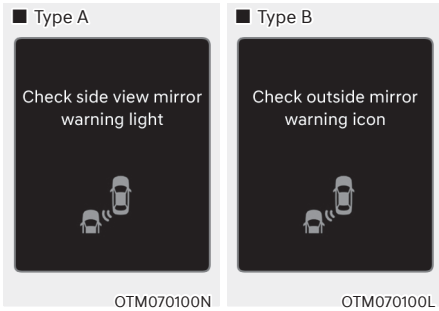 ■ Type A
Check side view mirror
warning light
OTM070100N
■ Type B
Check outside mirror
warning icon
OTM070100L